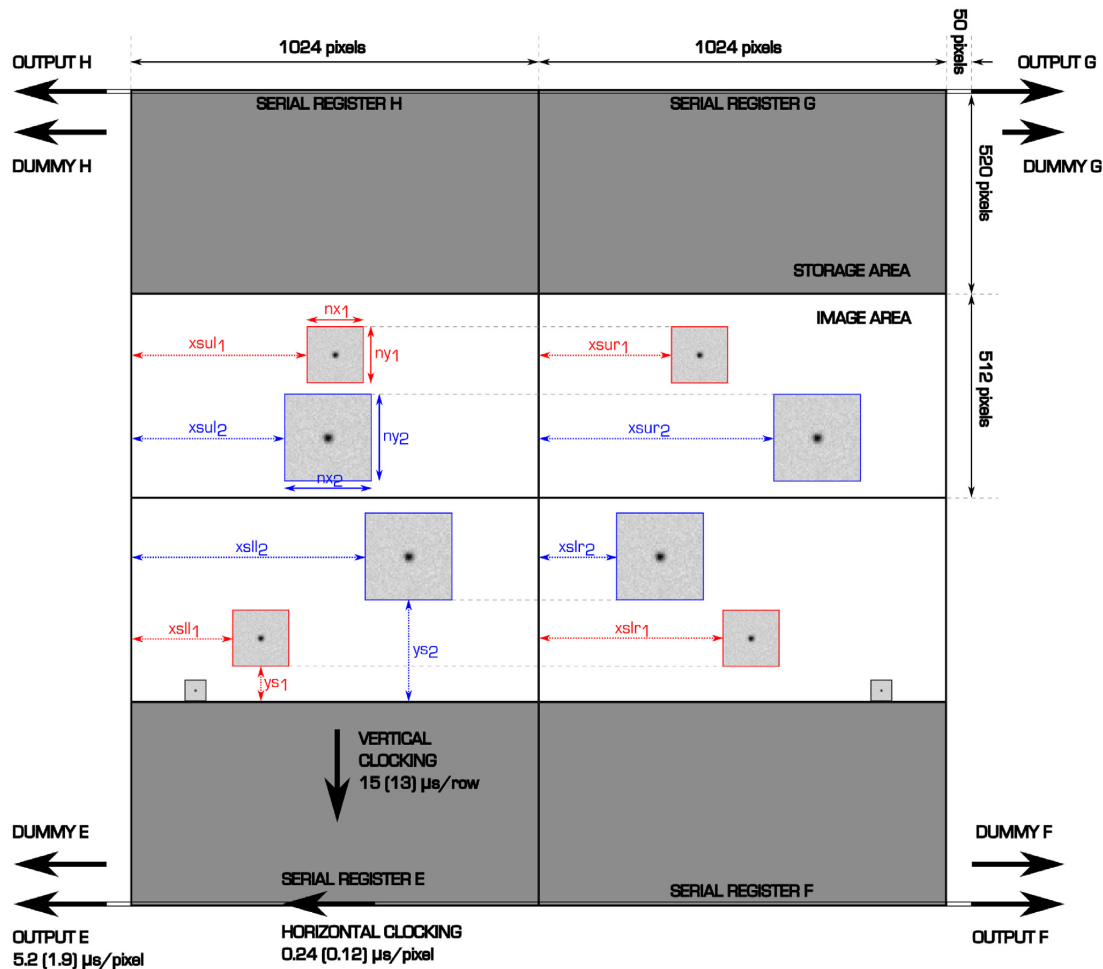 1024 pixels
1024 pixels
50 pixels
OUTPUT H
OUTPUT G
SERIAL REGISTER H
SERIAL REGISTER G
DUMMY H
DUMMY G
520 pixels
STORAGE AREA
IMAGE AREA
nx1
xsul1
ny1
xsur1
512 pixels
xsul2
ny2
xsur2
nx2
xsll2
xslr2
xsll1
xslr1
ys2
ys1
VERTICAL
CLOCKING
15 (13) µs/row
DUMMY E
DUMMY F
SERIAL REGISTER E
SERIAL REGISTER F
OUTPUT E
5.2 (1.9) µs/pixel
HORIZONTAL CLOCKING
0.24 (0.12) µs/pixel
OUTPUT F